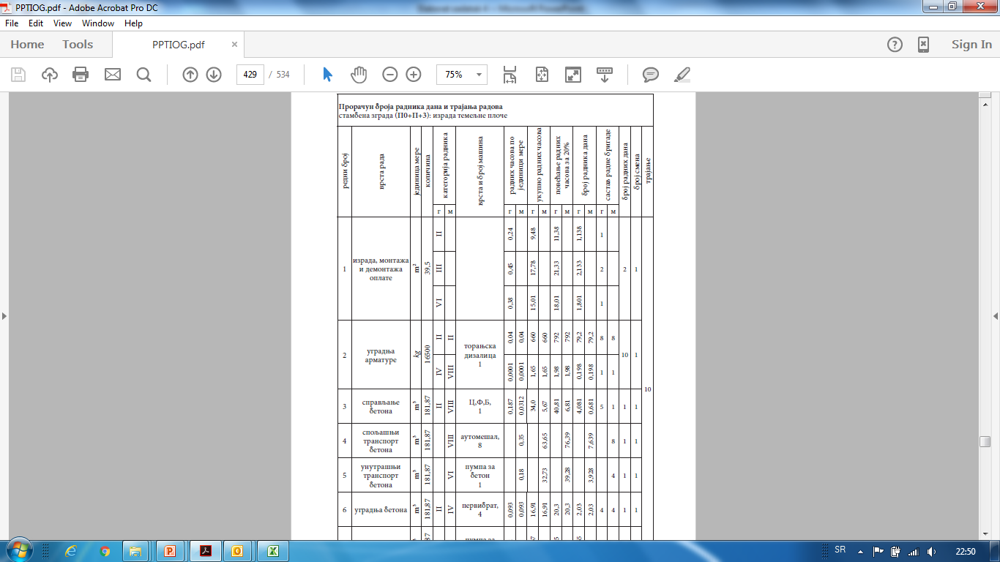 PPTIOG.pdf - Adobe Acrobat Pro DC
File Edit View Window Help
Home Tools PPTIOG.pdf × Sign In
429 / 534 75%
Прорачун броја радника дана и трајања радова
стамбена зграда (П0+П+3): израда темељне плоче
редни број
врста рада
јединица мере
количина
категорија радника
врста и број машина
радних часова по
јединици мере
укупно радних часова
повећање радних
часова за 20%
број радника дана
састав радне бригаде
број радних дана
број смена
трајање
г м г м г м г м г м г м
1
израда, монтажа
и демонтажа
оплате
m²
39,5
II 0,24 9,48 11,38 1,138 1
III 0,45 17,78 21,33 2,133 2
VI 0,38 15,01 18,01 1,801 1
2 1
2
уградња
арматуре
kg
16500
торањска
дизалица
1
II II 0,04 0,04 660 660 792 792 79,2 79,2 8 8
IV VIII 0,0001 0,0001 1,65 1,65 1,98 1,98 0,198 0,198 1 1
10 1
10
3
справљање
бетона
m³ 181,87 II VIII
Ц,Ф,Б,
1
0,187 0,0312 34,0 5,67 40,81 6,81 4,081 0,681 5 1 1 1
4
спољашњи
транспорт
бетона
m³ 181,87 VIII
аутомешал,
8
0,35 63,65 76,39 7,639 8 1 1
5
унутрашњи
транспорт
бетона
m³ 181,87 VI
пумпа за
бетон
1
0,18 32,73 39,28 3,928 4 1 1
6
уградња бетона
m³ 181,87 II IV
первибрат,
4
0,093 0,093 16,91 16,91 20,3 20,3 2,03 2,03 4 4 1 1
пумпа за
SR 22:50